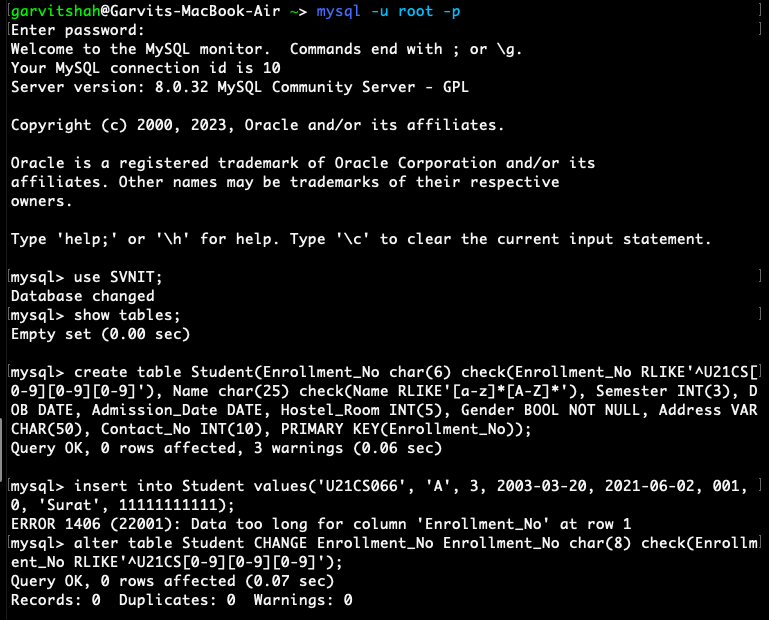 garvitshah@Garvits-MacBook-Air ~> mysql -u root -p
Enter password:
Welcome to the MySQL monitor.  Commands end with ; or \g.
Your MySQL connection id is 10
Server version: 8.0.32 MySQL Community Server - GPL
Copyright (c) 2000, 2023, Oracle and/or its affiliates.
Oracle is a registered trademark of Oracle Corporation and/or its
affiliates. Other names may be trademarks of their respective
owners.
Type 'help;' or '\h' for help. Type '\c' to clear the current input statement.
mysql> use SVNIT;
Database changed
mysql> show tables;
Empty set (0.00 sec)
mysql> create table Student(Enrollment_No char(6) check(Enrollment_No RLIKE'^U21CS[
0-9][0-9][0-9]'), Name char(25) check(Name RLIKE'[a-z]*[A-Z]*'), Semester INT(3), D
OB DATE, Admission_Date DATE, Hostel_Room INT(5), Gender BOOL NOT NULL, Address VAR
CHAR(50), Contact_No INT(10), PRIMARY KEY(Enrollment_No));
Query OK, 0 rows affected, 3 warnings (0.06 sec)
mysql> insert into Student values('U21CS066', 'A', 3, 2003-03-20, 2021-06-02, 001,
0, 'Surat', 11111111111);
ERROR 1406 (22001): Data too long for column 'Enrollment_No' at row 1
mysql> alter table Student CHANGE Enrollment_No Enrollment_No char(8) check(Enrollm
ent_No RLIKE'^U21CS[0-9][0-9][0-9]');
Query OK, 0 rows affected (0.07 sec)
Records: 0  Duplicates: 0  Warnings: 0